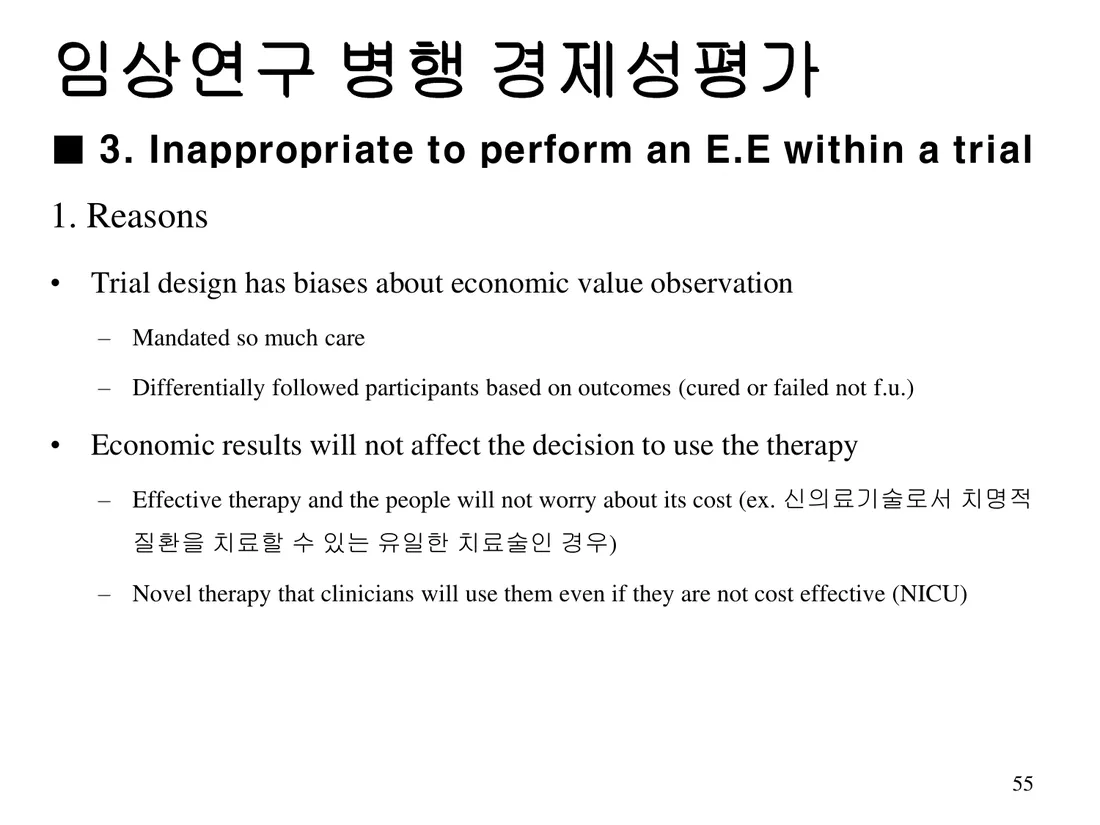 임상연구 병행 경제성평가
■ 3. Inappropriate to perform an E.E within a trial
1. Reasons
• Trial design has biases about economic value observation
– Mandated so much care
– Differentially followed participants based on outcomes (cured or failed not f.u.)
• Economic results will not affect the decision to use the therapy
– Effective therapy and the people will not worry about its cost (ex. 신의료기술로서 치명적
질환을 치료할 수 있는 유일한 치료술인 경우)
– Novel therapy that clinicians will use them even if they are not cost effective (NICU)
55